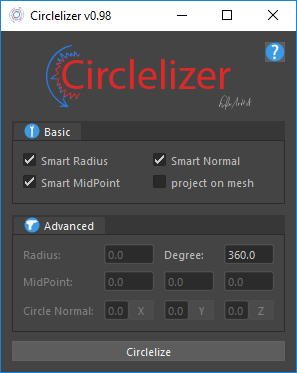 Circlelizer v0.98
?
Circlelizer
Basic
Smart Radius Smart Normal
Smart MidPoint project on mesh
Advanced
Radius: 0.0 Degree: 360.0
MidPoint: 0.0 0.0 0.0
Circle Normal: 0.0 X 0.0 Y 0.0 Z
Circlelize